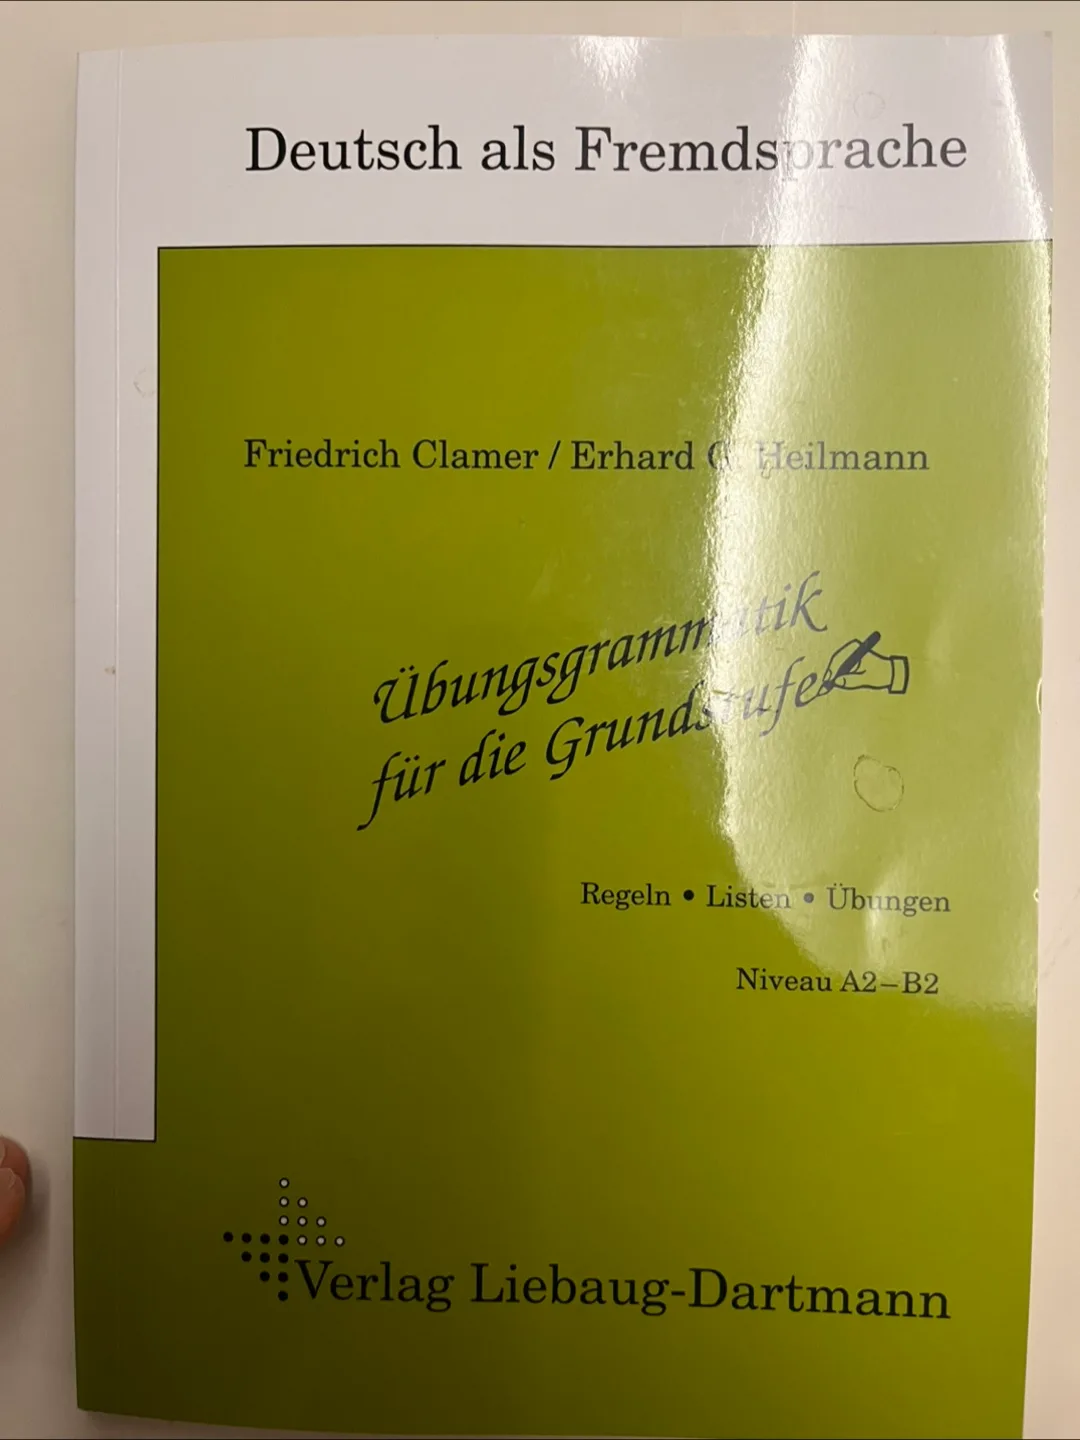 Deutsch als Fremdsprache
Friedrich Clamer / Erhard G. Heilmann
Übungsgrammatik
für die Grundstufe
Regeln • Listen • Übungen
Niveau A2–B2
Verlag Liebaug-Dartmann